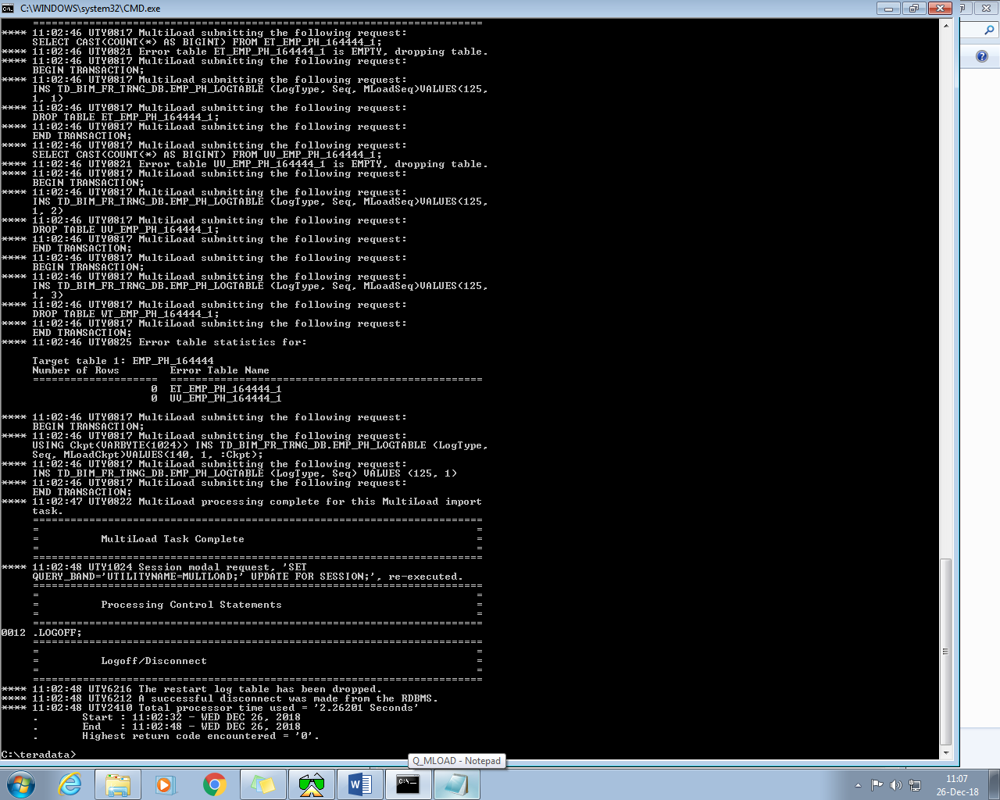 C:\WINDOWS\system32\CMD.exe
=======================================================================
**** 11:02:46 UTY0817 MultiLoad submitting the following request:
SELECT CAST(COUNT(*) AS BIGINT) FROM ET_EMP_PH_164444_1;
**** 11:02:46 UTY0821 Error table ET_EMP_PH_164444_1 is EMPTY, dropping table.
**** 11:02:46 UTY0817 MultiLoad submitting the following request:
BEGIN TRANSACTION;
**** 11:02:46 UTY0817 MultiLoad submitting the following request:
INS TD_BIM_FR_TRNG_DB.EMP_PH_LOGTABLE (LogType, Seq, MLoadSeq)VALUES(125,
1, 1)
**** 11:02:46 UTY0817 MultiLoad submitting the following request:
DROP TABLE ET_EMP_PH_164444_1;
**** 11:02:46 UTY0817 MultiLoad submitting the following request:
END TRANSACTION;
**** 11:02:46 UTY0817 MultiLoad submitting the following request:
SELECT CAST(COUNT(*) AS BIGINT) FROM UV_EMP_PH_164444_1;
**** 11:02:46 UTY0821 Error table UV_EMP_PH_164444_1 is EMPTY, dropping table.
**** 11:02:46 UTY0817 MultiLoad submitting the following request:
BEGIN TRANSACTION;
**** 11:02:46 UTY0817 MultiLoad submitting the following request:
INS TD_BIM_FR_TRNG_DB.EMP_PH_LOGTABLE (LogType, Seq, MLoadSeq)VALUES(125,
1, 2)
**** 11:02:46 UTY0817 MultiLoad submitting the following request:
DROP TABLE UV_EMP_PH_164444_1;
**** 11:02:46 UTY0817 MultiLoad submitting the following request:
END TRANSACTION;
**** 11:02:46 UTY0817 MultiLoad submitting the following request:
BEGIN TRANSACTION;
**** 11:02:46 UTY0817 MultiLoad submitting the following request:
INS TD_BIM_FR_TRNG_DB.EMP_PH_LOGTABLE (LogType, Seq, MLoadSeq)VALUES(125,
1, 3)
**** 11:02:46 UTY0817 MultiLoad submitting the following request:
DROP TABLE WT_EMP_PH_164444_1;
**** 11:02:46 UTY0817 MultiLoad submitting the following request:
END TRANSACTION;
**** 11:02:46 UTY0825 Error table statistics for:
Target table 1: EMP_PH_164444
Number of Rows Error Table Name
==================== ==================================================
0 ET_EMP_PH_164444_1
0 UV_EMP_PH_164444_1
**** 11:02:46 UTY0817 MultiLoad submitting the following request:
BEGIN TRANSACTION;
**** 11:02:46 UTY0817 MultiLoad submitting the following request:
USING Ckpt(VARBYTE(1024)) INS TD_BIM_FR_TRNG_DB.EMP_PH_LOGTABLE (LogType,
Seq, MLoadCkpt)VALUES(140, 1, :Ckpt);
**** 11:02:46 UTY0817 MultiLoad submitting the following request:
INS TD_BIM_FR_TRNG_DB.EMP_PH_LOGTABLE (LogType, Seq) VALUES (125, 1)
**** 11:02:46 UTY0817 MultiLoad submitting the following request:
END TRANSACTION;
**** 11:02:47 UTY0822 MultiLoad processing complete for this MultiLoad import
task.
========================================================================
= =
= MultiLoad Task Complete =
= =
========================================================================
**** 11:02:48 UTY1024 Session modal request, 'SET
QUERY_BAND='UTILITYNAME=MULTLOAD;' UPDATE FOR SESSION;', re-executed.
========================================================================
= =
= Processing Control Statements =
= =
========================================================================
0012 .LOGOFF;
========================================================================
= =
= Logoff/Disconnect =
= =
========================================================================
**** 11:02:48 UTY6216 The restart log table has been dropped.
**** 11:02:48 UTY6212 A successful disconnect was made from the RDBMS.
**** 11:02:48 UTY2410 Total processor time used = '2.26201 Seconds'
. Start : 11:02:32 - WED DEC 26, 2018
. End : 11:02:48 - WED DEC 26, 2018
. Highest return code encountered = '0'.
C:\teradata>
Q_MLOAD - Notepad
11:07
26-Dec-18